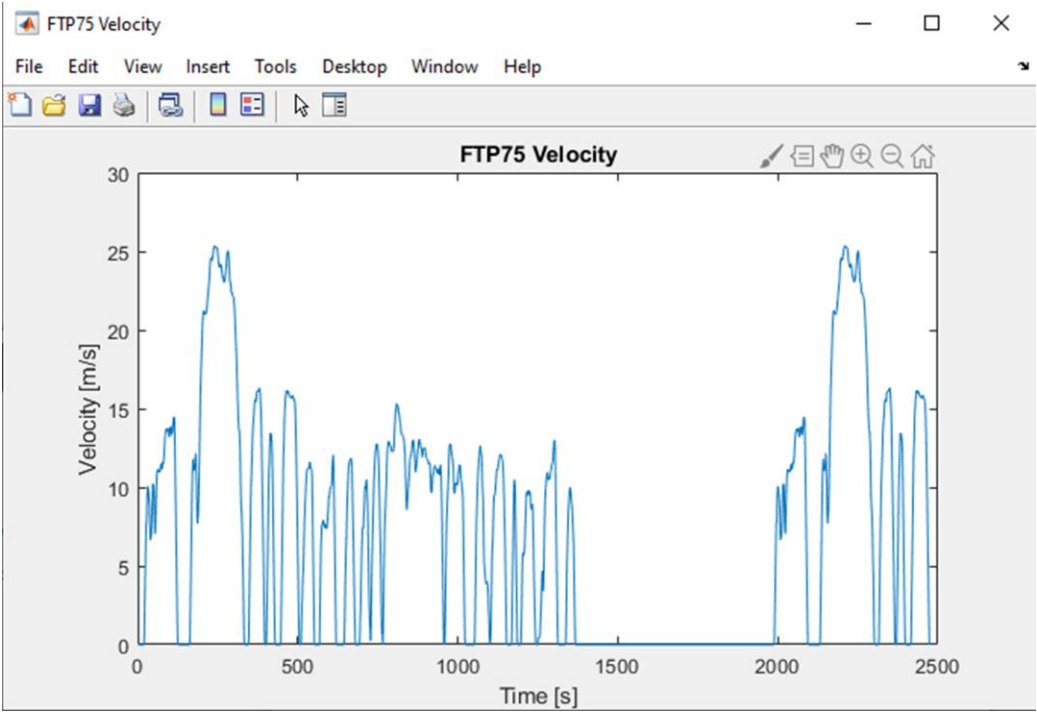 FTP75 Velocity
File Edit View Insert Tools Desktop Window Help
FTP75 Velocity
30
25
20
15
10
5
0
Velocity [m/s]
0 500 1000 1500 2000 2500
Time [s]